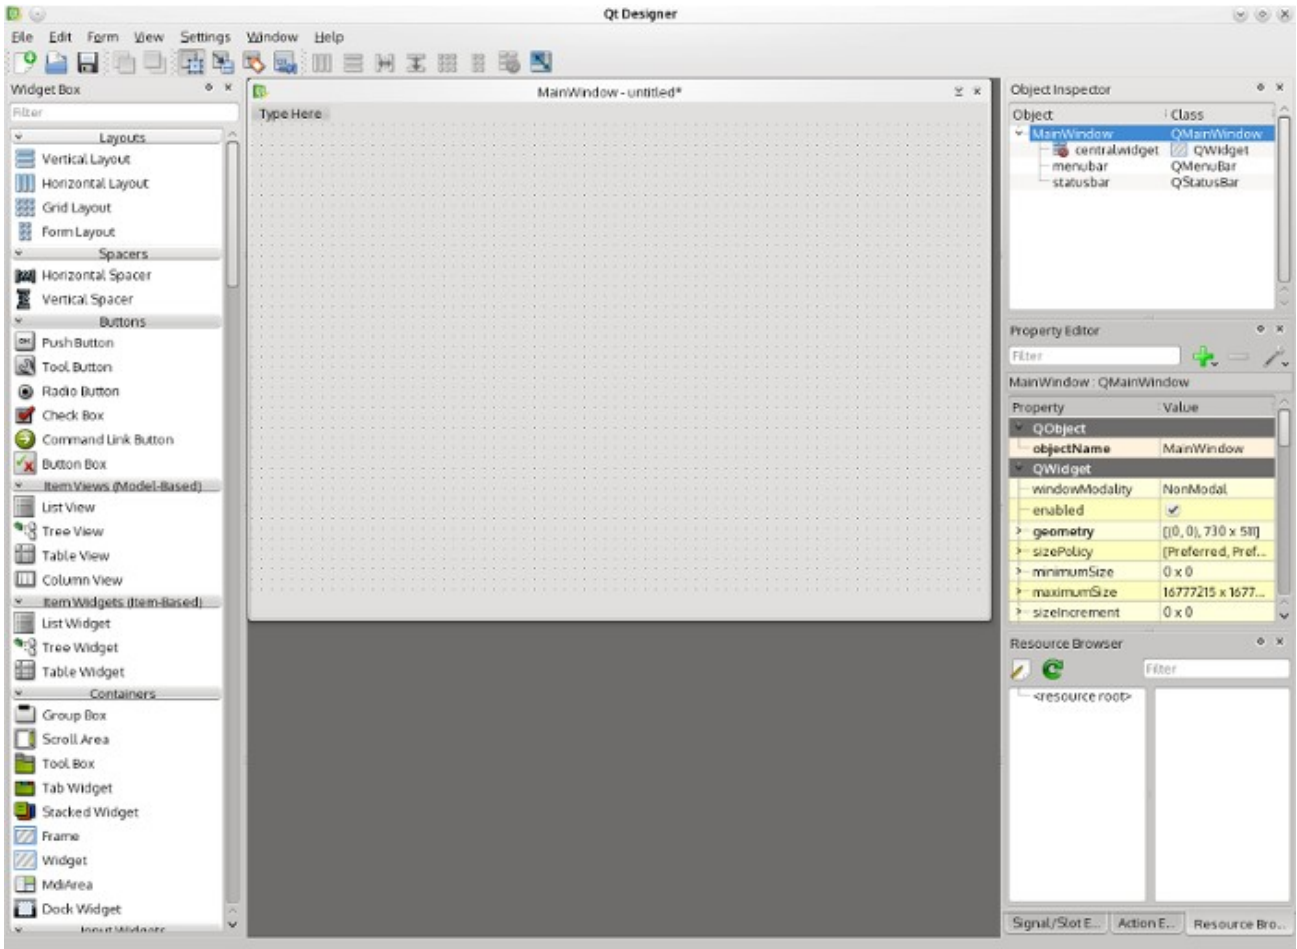 Qt Designer
File Edit Form View Settings Window Help
Widget Box
Filter
Layouts
Vertical Layout
Horizontal Layout
Grid Layout
Form Layout
Spacers
Horizontal Spacer
Vertical Spacer
Buttons
OK Push Button
Tool Button
Radio Button
Check Box
Command Link Button
Button Box
Item Views (Model-Based)
List View
Tree View
Table View
Column View
Item Widgets (Item-Based)
List Widget
Tree Widget
Table Widget
Containers
Group Box
Scroll Area
Tool Box
Tab Widget
Stacked Widget
Frame
Widget
MdiArea
Dock Widget
Input Widgets
MainWindow - untitled*
Type Here
Object Inspector
Object Class
MainWindow QMainWindow
centralwidget QWidget
menubar QMenuBar
statusbar QStatusBar
Property Editor
Filter
MainWindow : QMainWindow
Property Value
QObject
objectName MainWindow
QWidget
windowModality NonModal
enabled
geometry [(0, 0), 730 x 511]
sizePolicy [Preferred, Pref...
minimumSize 0 x 0
maximumSize 16777215 x 1677...
sizeIncrement 0 x 0
Resource Browser
Filter
<resource root>
Signal/Slot E... Action E... Resource Bro...